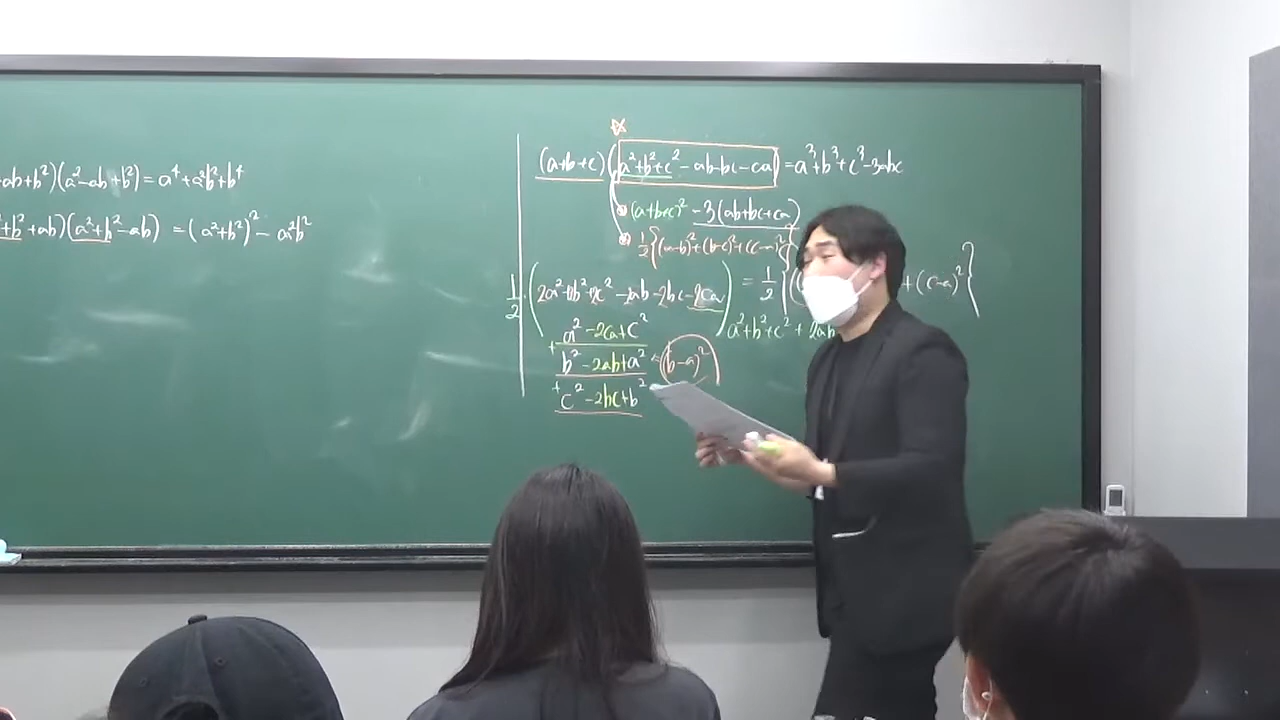 ab+b²)(a²-ab+b²)=a⁴+a²b²+b⁴
+b²+ab)(a²+b²-ab) =(a²+b²)²-a²b²
☆
(a+b+c)(a²+b²+c²-ab-bc-ca)=a³+b³+c³-3abc
(a+b+c)²-3(ab+bc+ca)
1/2{(a-b)²+(b-c)²+(c-a)²}
1/2(2a²+2b²+2c²-2ab-2bc-2ca) = 1/2{( +(c-a)²}
a²-2ca+c² a²+b²+c²+2ab
+b²-2ab+a² =(b-a)²
+c²-2bc+b²